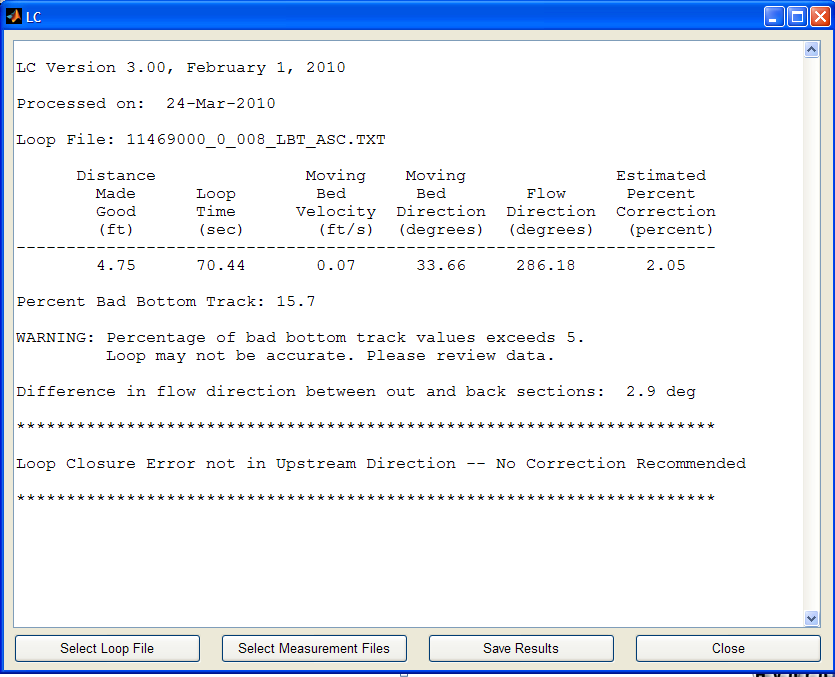 LC
LC Version 3.00, February 1, 2010
Processed on:  24-Mar-2010
Loop File: 11469000_0_008_LBT_ASC.TXT
Distance Moving Moving Estimated
Made Loop Bed Bed Flow Percent
Good Time Velocity Direction Direction Correction
(ft) (sec) (ft/s) (degrees) (degrees) (percent)
----------------------------------------------------------------------
4.75 70.44 0.07 33.66 286.18 2.05
Percent Bad Bottom Track: 15.7
WARNING: Percentage of bad bottom track values exceeds 5.
Loop may not be accurate. Please review data.
Difference in flow direction between out and back sections:  2.9 deg
**********************************************************************
Loop Closure Error not in Upstream Direction -- No Correction Recommended
**********************************************************************
Select Loop File Select Measurement Files Save Results Close